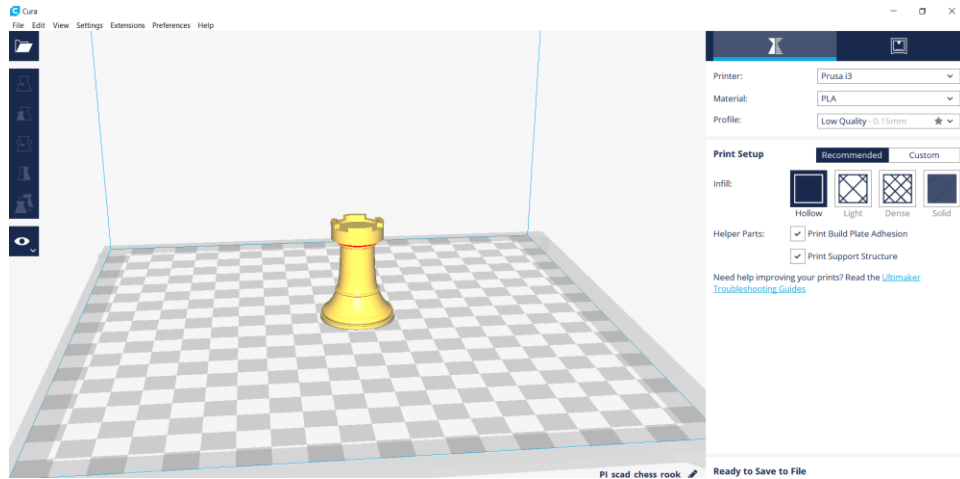 Cura
File Edit View Settings Extensions Preferences Help
Printer: Prusa i3
Material: PLA
Profile: Low Quality - 0.15mm
Print Setup Recommended Custom
Infill:
Hollow Light Dense Solid
Helper Parts: Print Build Plate Adhesion
Print Support Structure
Need help improving your prints? Read the Ultimaker
Troubleshooting Guides
PI scad chess rook
Ready to Save to File